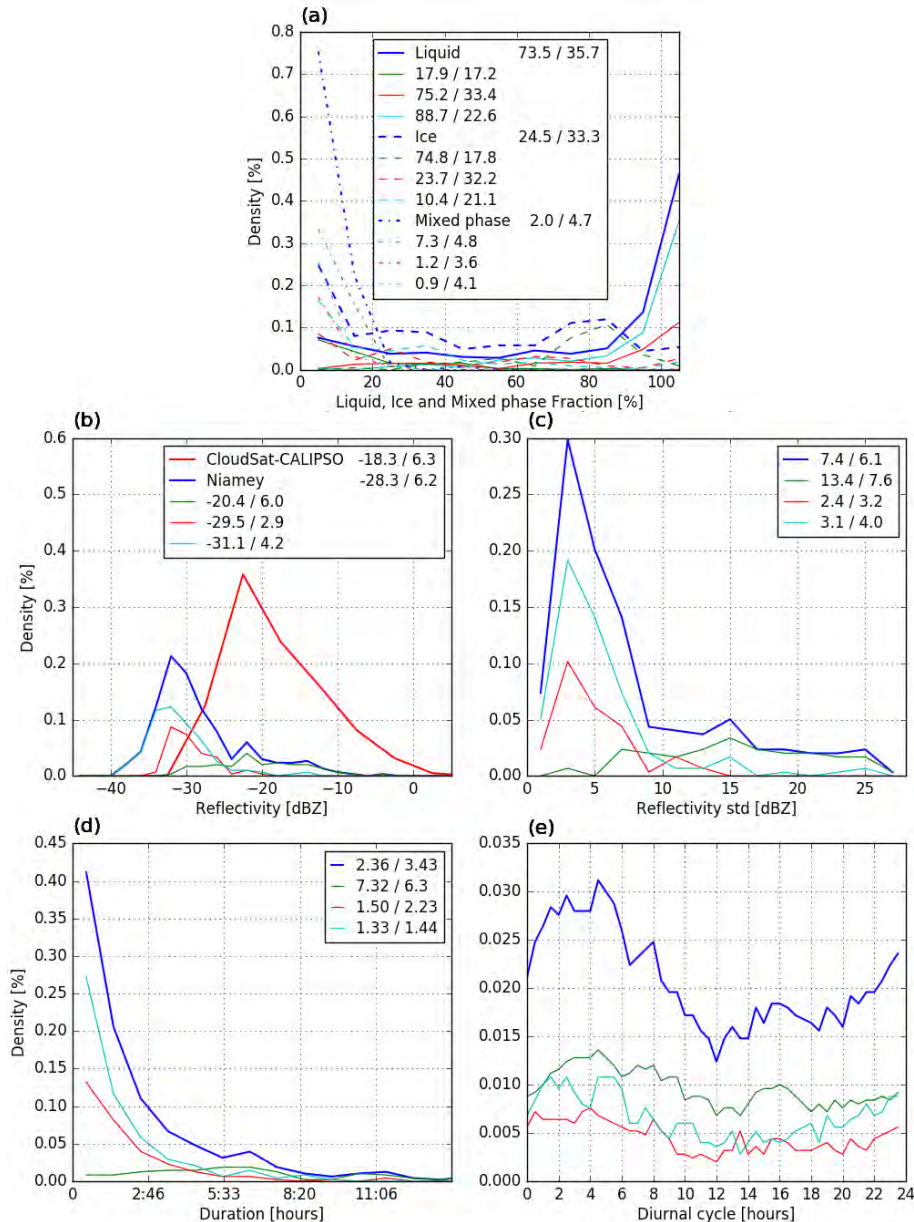 (a)
0.8
0.7
0.6
0.5
0.4
0.3
0.2
0.1
0.0
Density [%]
Liquid 73.5 / 35.7
17.9 / 17.2
75.2 / 33.4
88.7 / 22.6
Ice 24.5 / 33.3
74.8 / 17.8
23.7 / 32.2
10.4 / 21.1
Mixed phase 2.0 / 4.7
7.3 / 4.8
1.2 / 3.6
0.9 / 4.1
0 20 40 60 80 100
Liquid, Ice and Mixed phase Fraction [%]
(b)
0.6
0.5
0.4
0.3
0.2
0.1
0.0
Density [%]
CloudSat-CALIPSO -18.3 / 6.3
Niamey -28.3 / 6.2
-20.4 / 6.0
-29.5 / 2.9
-31.1 / 4.2
−40 −30 −20 −10 0
Reflectivity [dBZ]
(c)
0.30
0.25
0.20
0.15
0.10
0.05
0.00
7.4 / 6.1
13.4 / 7.6
2.4 / 3.2
3.1 / 4.0
0 5 10 15 20 25
Reflectivity std [dBZ]
(d)
0.45
0.40
0.35
0.30
0.25
0.20
0.15
0.10
0.05
0.00
Density [%]
2.36 / 3.43
7.32 / 6.3
1.50 / 2.23
1.33 / 1.44
0 2:46 5:33 8:20 11:06
Duration [hours]
(e)
0.035
0.030
0.025
0.020
0.015
0.010
0.005
0.000
0 2 4 6 8 10 12 14 16 18 20 22 24
Diurnal cycle [hours]